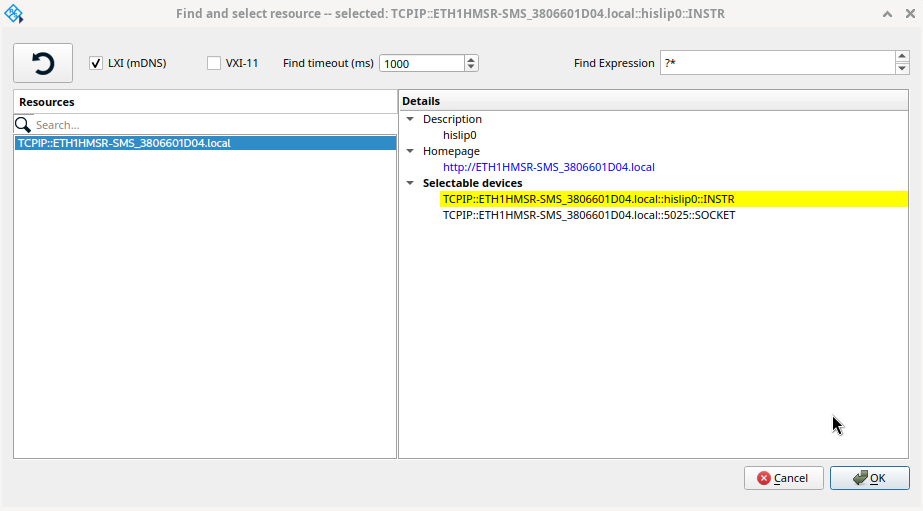 Find and select resource -- selected: TCPIP::ETH1HMSR-SMS_3806601D04.local::hislip0::INSTR
LXI (mDNS) VXI-11 Find timeout (ms) 1000 Find Expression ?*
Resources
Search...
TCPIP::ETH1HMSR-SMS_3806601D04.local
Details
Description
hislip0
Homepage
http://ETH1HMSR-SMS_3806601D04.local
Selectable devices
TCPIP::ETH1HMSR-SMS_3806601D04.local::hislip0::INSTR
TCPIP::ETH1HMSR-SMS_3806601D04.local::5025::SOCKET
Cancel OK